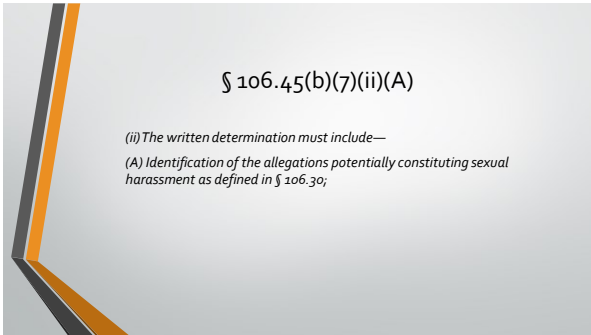 § 106.45(b)(7)(ii)(A)
(ii) The written determination must include—
(A) Identification of the allegations potentially constituting sexual
harassment as defined in § 106.30;